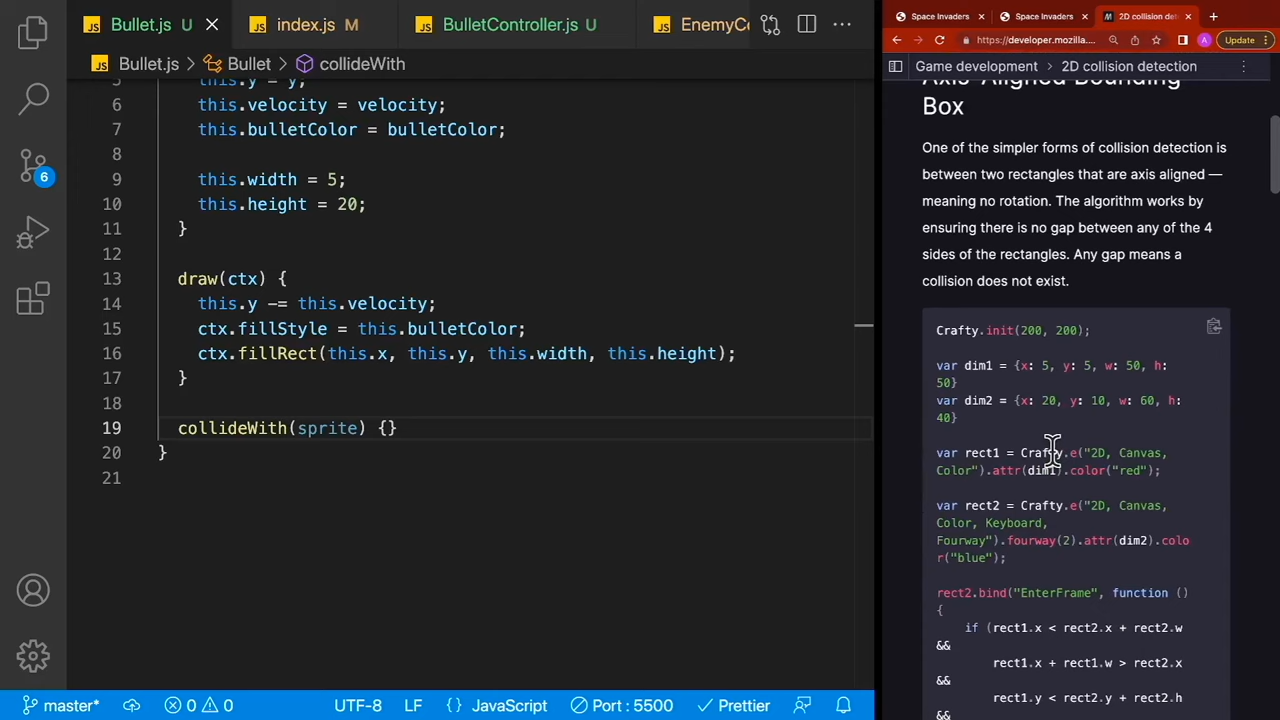 Bullet.js U
index.js M
BulletController.js U
EnemyCo
Bullet.js > Bullet > collideWith
5 this.y = y;
6 this.velocity = velocity;
7 this.bulletColor = bulletColor;
8
9 this.width = 5;
10 this.height = 20;
11 }
12
13 draw(ctx) {
14 this.y -= this.velocity;
15 ctx.fillStyle = this.bulletColor;
16 ctx.fillRect(this.x, this.y, this.width, this.height);
17 }
18
19 collideWith(sprite) {}
20 }
21
6
master*
0 0
UTF-8
LF
{} JavaScript
Port : 5500
Prettier
Space Invaders
Space Invaders
2D collision det
https://developer.mozilla....
A
Update
Game development > 2D collision detection
Axis-Aligned Bounding
Box
One of the simpler forms of collision detection is
between two rectangles that are axis aligned —
meaning no rotation. The algorithm works by
ensuring there is no gap between any of the 4
sides of the rectangles. Any gap means a
collision does not exist.
Crafty.init(200, 200);
var dim1 = {x: 5, y: 5, w: 50, h:
50}
var dim2 = {x: 20, y: 10, w: 60, h:
40}
var rect1 = Crafty.e("2D, Canvas,
Color").attr(dim1).color("red");
var rect2 = Crafty.e("2D, Canvas,
Color, Keyboard,
Fourway").fourway(2).attr(dim2).colo
r("blue");
rect2.bind("EnterFrame", function ()
{
if (rect1.x < rect2.x + rect2.w
&&
rect1.x + rect1.w > rect2.x
&&
rect1.y < rect2.y + rect2.h
&&